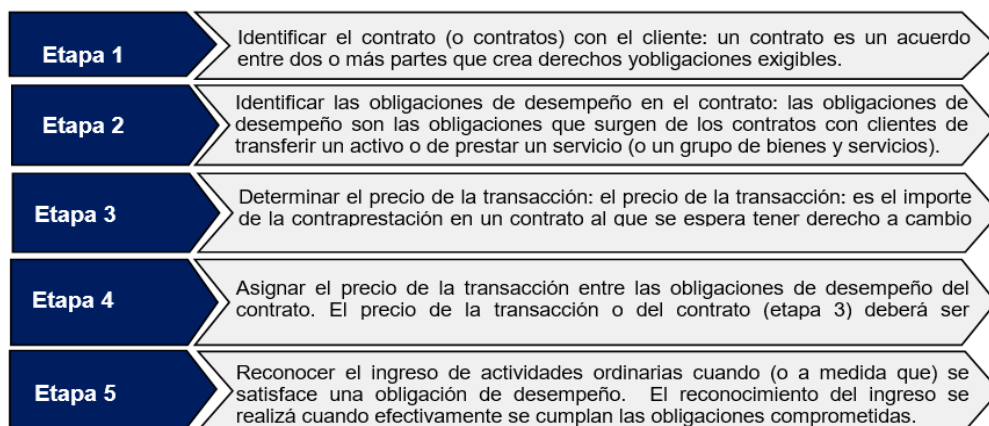 Etapa 1
Identificar el contrato (o contratos) con el cliente: un contrato es un acuerdo
entre dos o más partes que crea derechos yobligaciones exigibles.
Etapa 2
Identificar las obligaciones de desempeño en el contrato: las obligaciones de
desempeño son las obligaciones que surgen de los contratos con clientes de
transferir un activo o de prestar un servicio (o un grupo de bienes y servicios).
Etapa 3
Determinar el precio de la transacción: el precio de la transacción: es el importe
de la contraprestación en un contrato al que se espera tener derecho a cambio
Etapa 4
Asignar el precio de la transacción entre las obligaciones de desempeño del
contrato. El precio de la transacción o del contrato (etapa 3) deberá ser
Etapa 5
Reconocer el ingreso de actividades ordinarias cuando (o a medida que) se
satisface una obligación de desempeño. El reconocimiento del ingreso se
realizá cuando efectivamente se cumplan las obligaciones comprometidas.